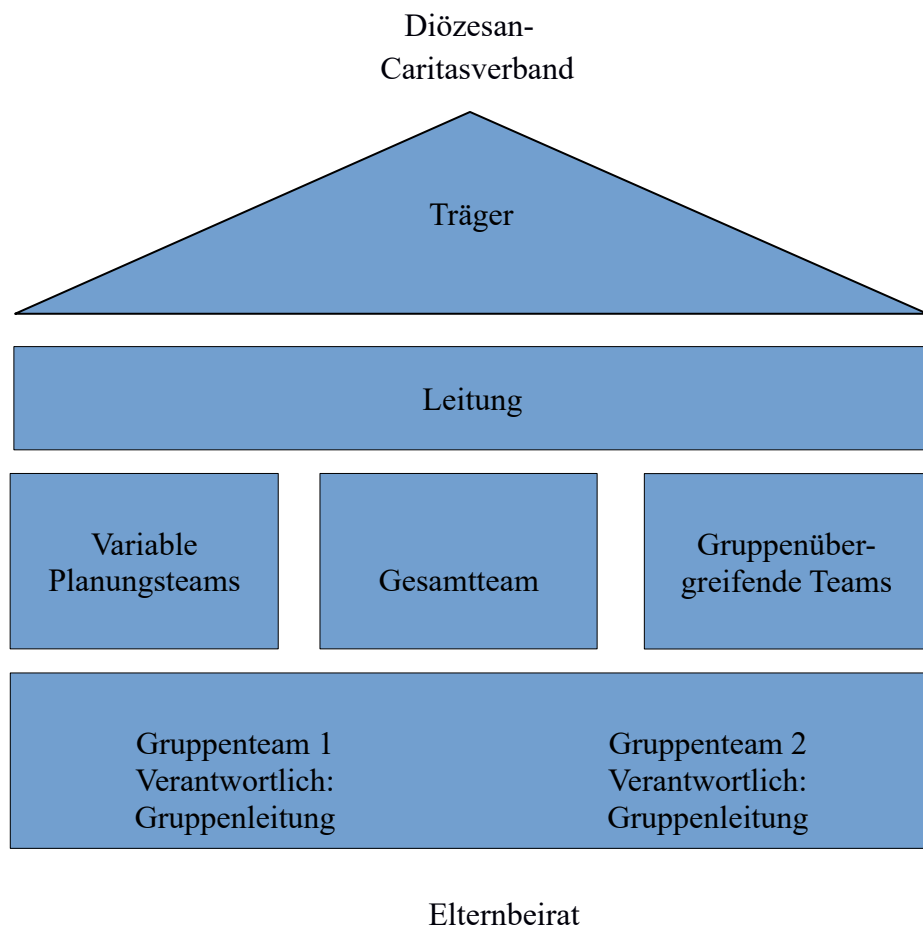 Diözesan-
Caritasverband
Träger
Leitung
Variable
Planungsteams
Gesamtteam
Gruppenüber-
greifende Teams
Gruppenteam 1
Verantwortlich:
Gruppenleitung
Gruppenteam 2
Verantwortlich:
Gruppenleitung
Elternbeirat